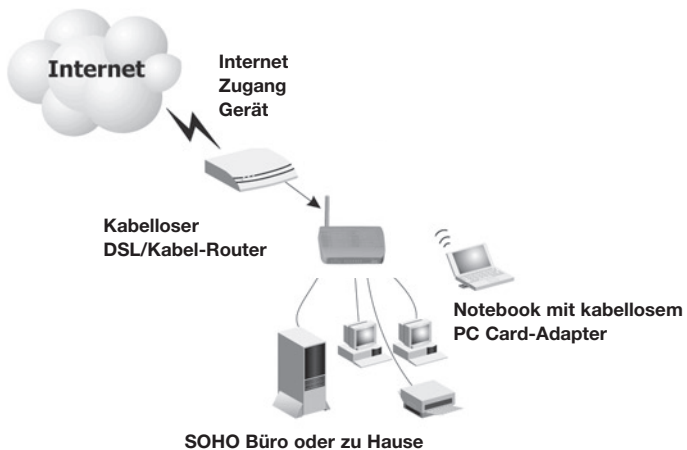 Internet
Internet
Zugang
Gerät
Kabelloser
DSL/Kabel-Router
Notebook mit kabellosem
PC Card-Adapter
SOHO Büro oder zu Hause